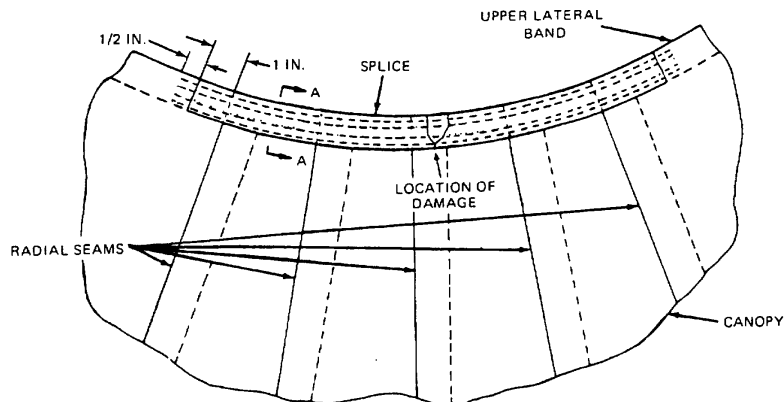 UPPER LATERAL
BAND
1/2 IN.
1 IN.
SPLICE
A
A
LOCATION OF
DAMAGE
RADIAL SEAMS
CANOPY